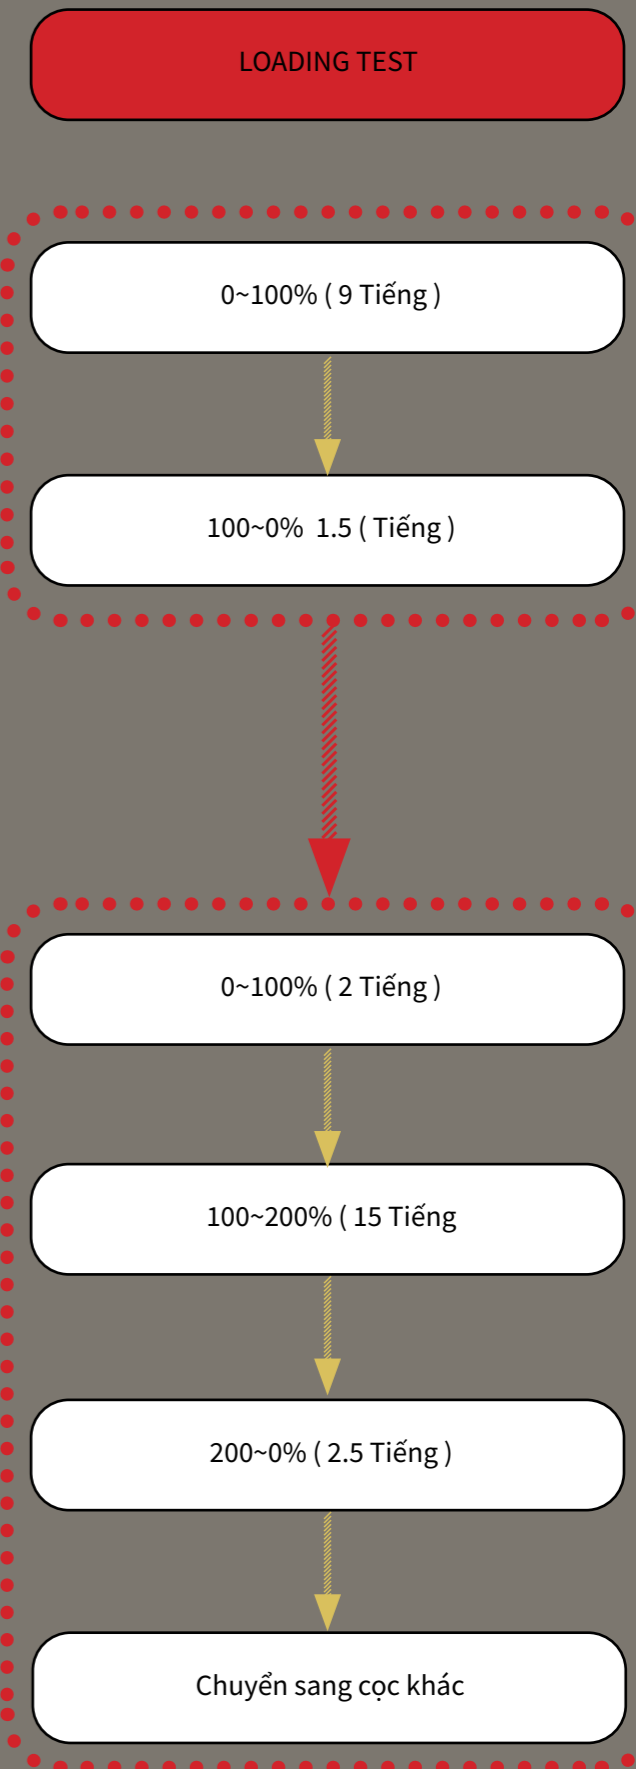 LOADING TEST
0~100% ( 9 Tiếng )
100~0%  1.5 ( Tiếng )
0~100% ( 2 Tiếng )
100~200% ( 15 Tiếng
200~0% ( 2.5 Tiếng )
Chuyển sang cọc khác